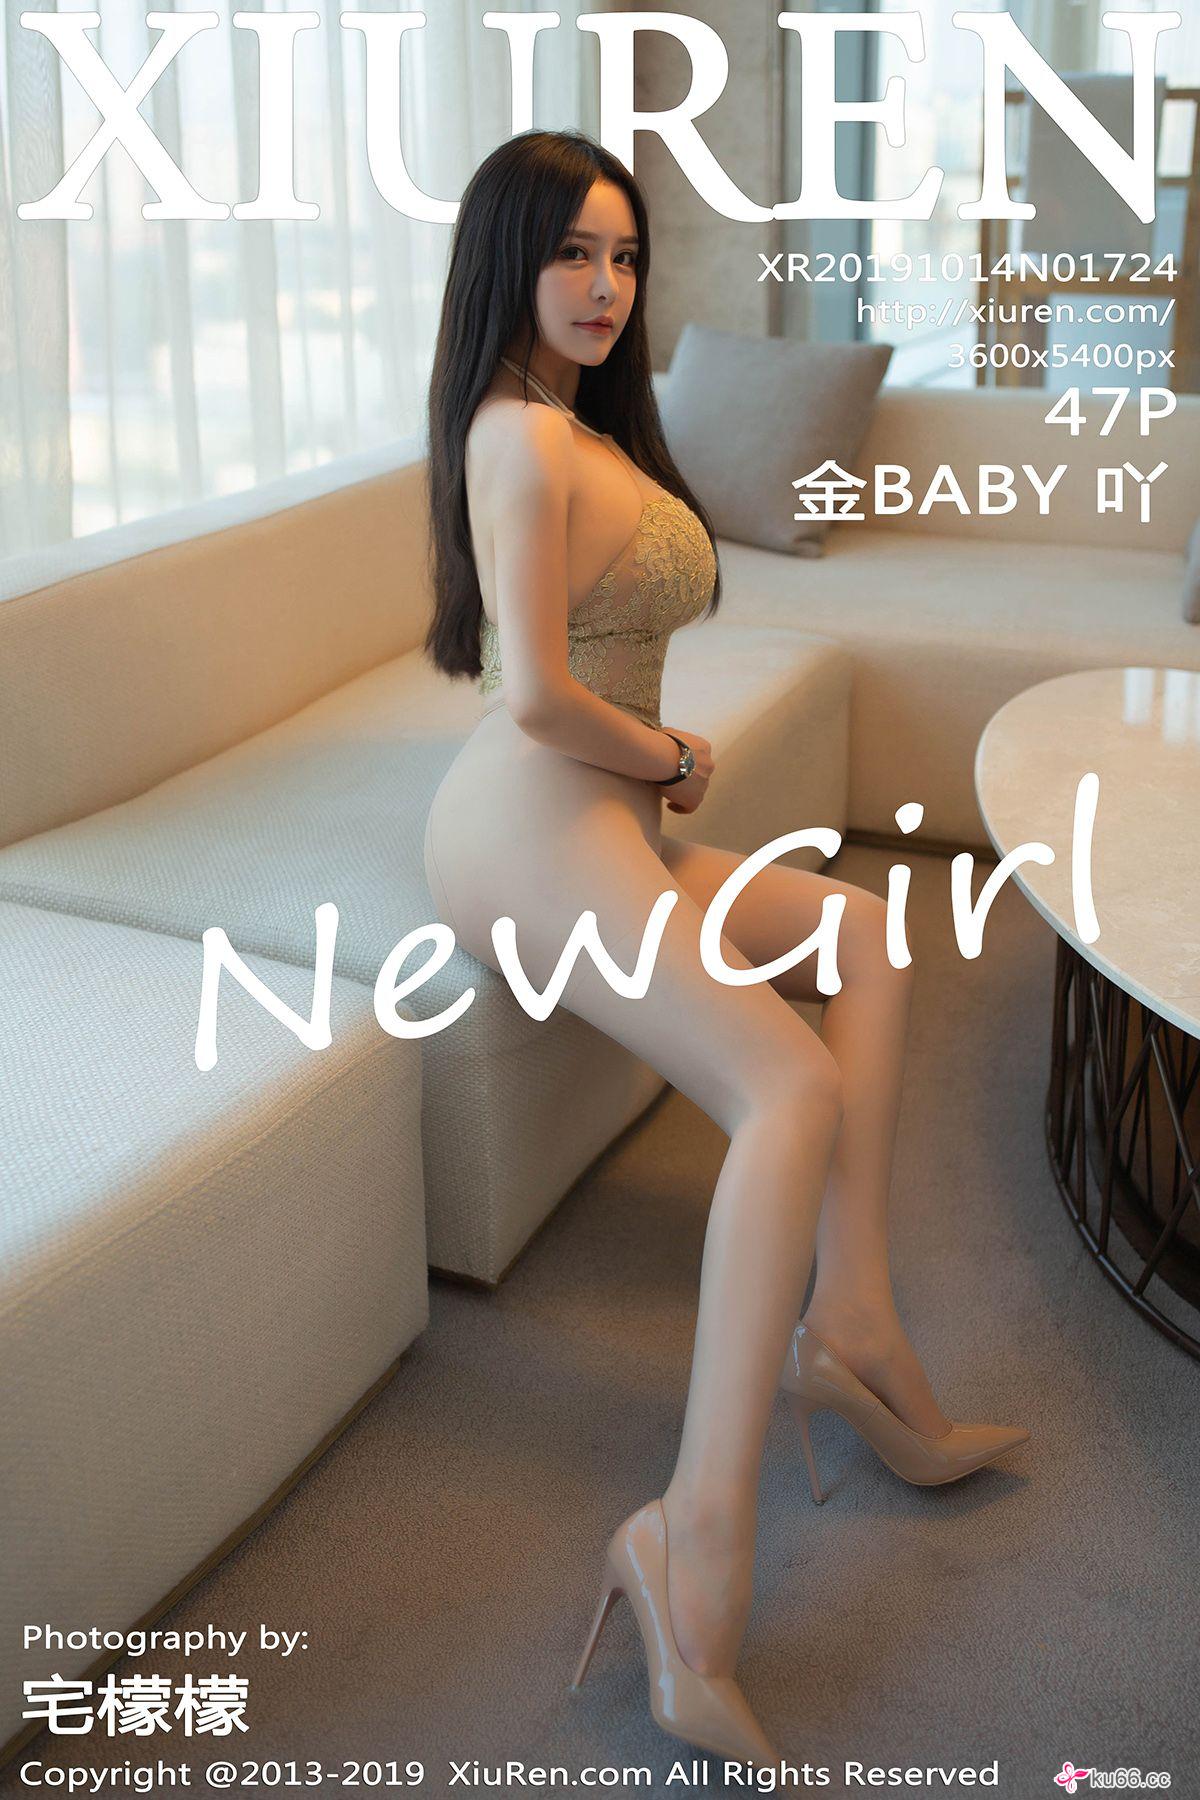 XIUREN
XR20191014N01724
http://xiuren.com/
3600x5400px
47P
金BABY 吖
NewGirl
Photography by:
宅檬檬
Copyright @2013-2019 XiuRen.com All Rights Reserved
ku66.cc